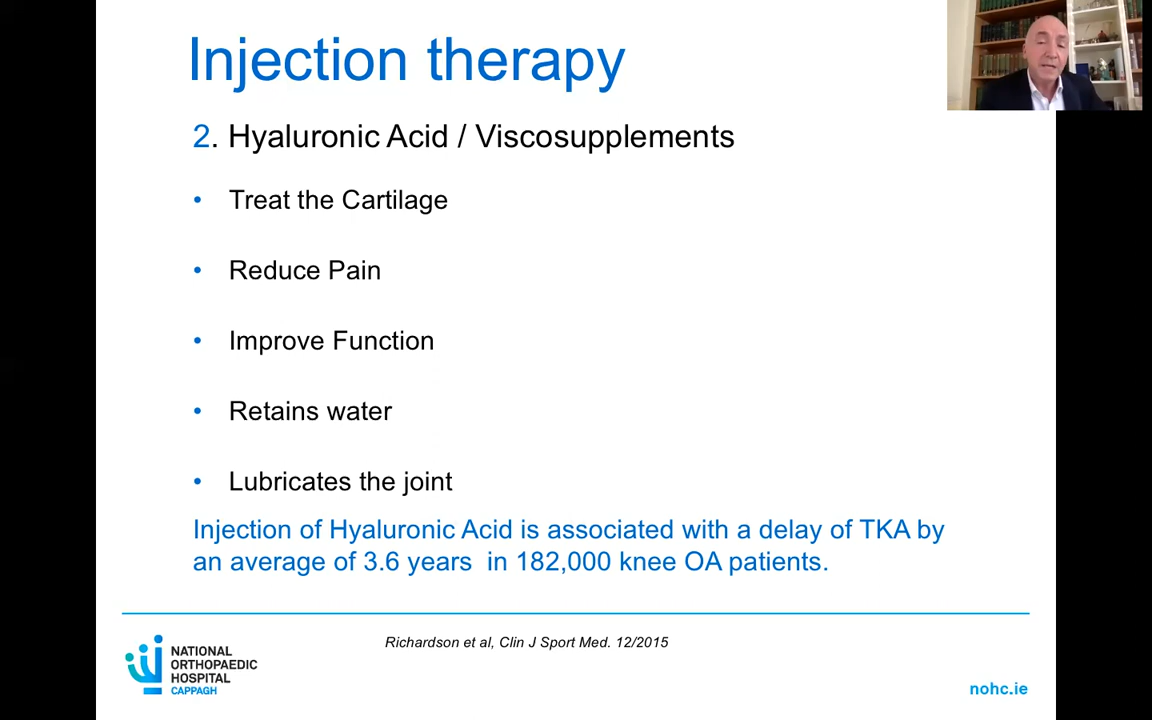 Injection therapy
2. Hyaluronic Acid / Viscosupplements
• Treat the Cartilage
• Reduce Pain
• Improve Function
• Retains water
• Lubricates the joint
Injection of Hyaluronic Acid is associated with a delay of TKA by
an average of 3.6 years in 182,000 knee OA patients.
Richardson et al, Clin J Sport Med. 12/2015
NATIONAL
ORTHOPAEDIC
HOSPITAL
CAPPAGH
nohc.ie